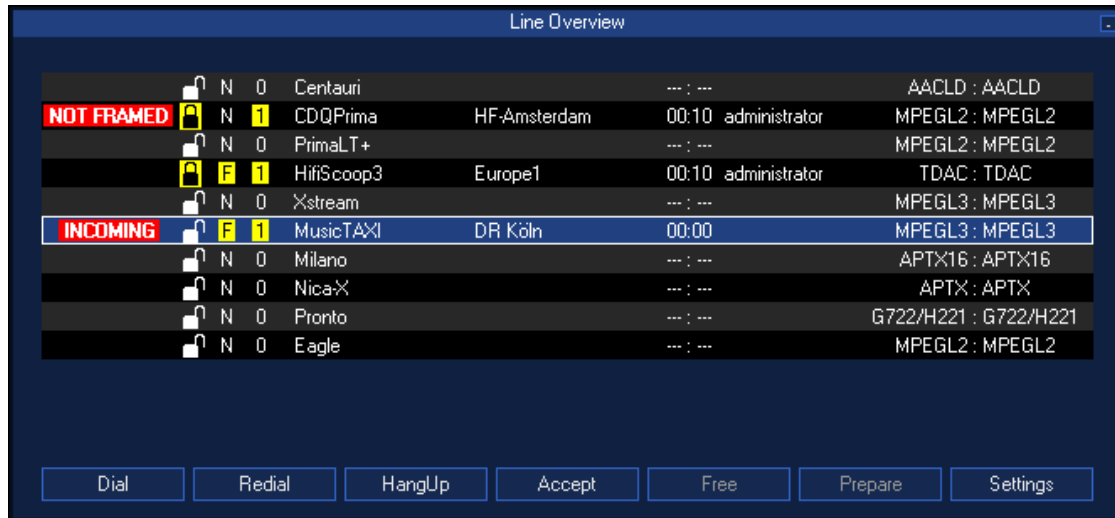 Line Overview
N 0 Centauri --- : --- AACLD : AACLD
NOT FRAMED N 1 CDQPrima HF-Amsterdam 00:10 administrator MPEGL2 : MPEGL2
N 0 PrimaLT+ --- : --- MPEGL2 : MPEGL2
F 1 HifiScoop3 Europe1 00:10 administrator TDAC : TDAC
N 0 Xstream --- : --- MPEGL3 : MPEGL3
INCOMING F 1 MusicTAXI DR Köln 00:00 MPEGL3 : MPEGL3
N 0 Milano --- : --- APTX16 : APTX16
N 0 Nica-X --- : --- APTX : APTX
N 0 Pronto --- : --- G722/H221 : G722/H221
N 0 Eagle --- : --- MPEGL2 : MPEGL2
Dial Redial HangUp Accept Free Prepare Settings